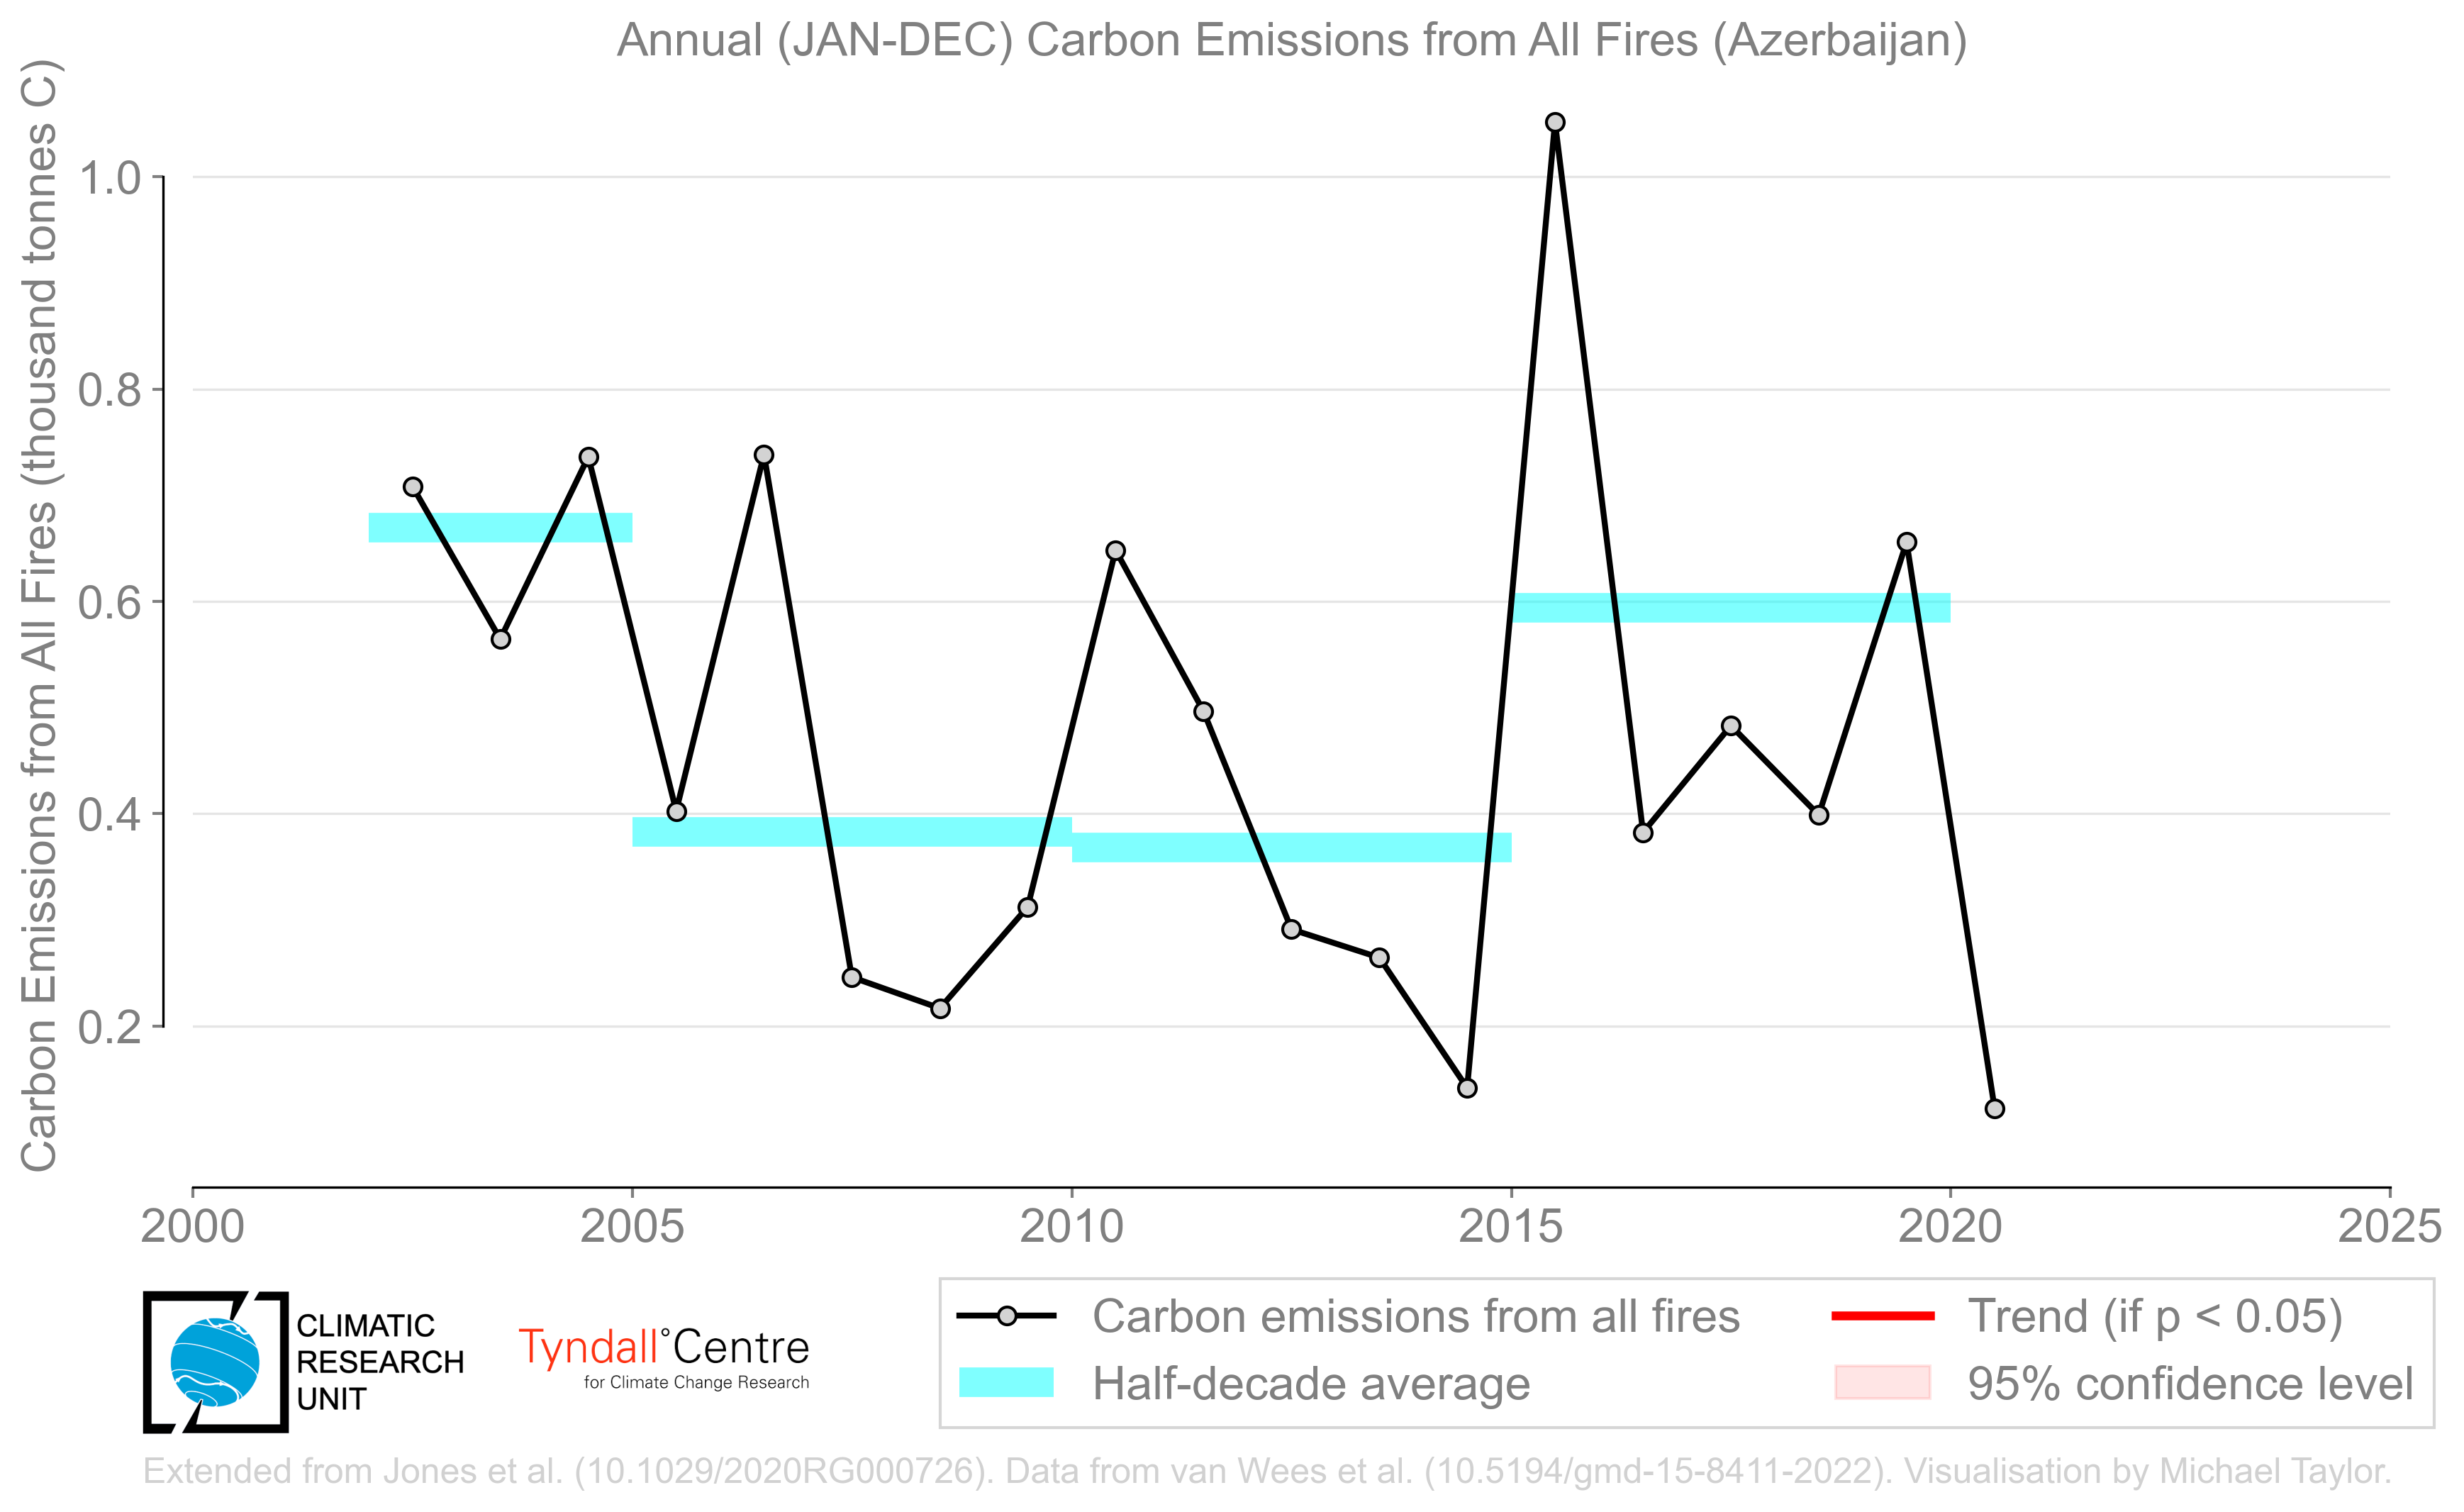 Annual (JAN-DEC) Carbon Emissions from All Fires (Azerbaijan)
Carbon Emissions from All Fires (thousand tonnes C)
1.0
0.8
0.6
0.4
0.2
2000 2005 2010 2015 2020 2025
CLIMATIC
RESEARCH
UNIT
Tyndall°Centre
for Climate Change Research
Carbon emissions from all fires
Half-decade average
Trend (if p < 0.05)
95% confidence level
Extended from Jones et al. (10.1029/2020RG000726). Data from van Wees et al. (10.5194/gmd-15-8411-2022). Visualisation by Michael Taylor.